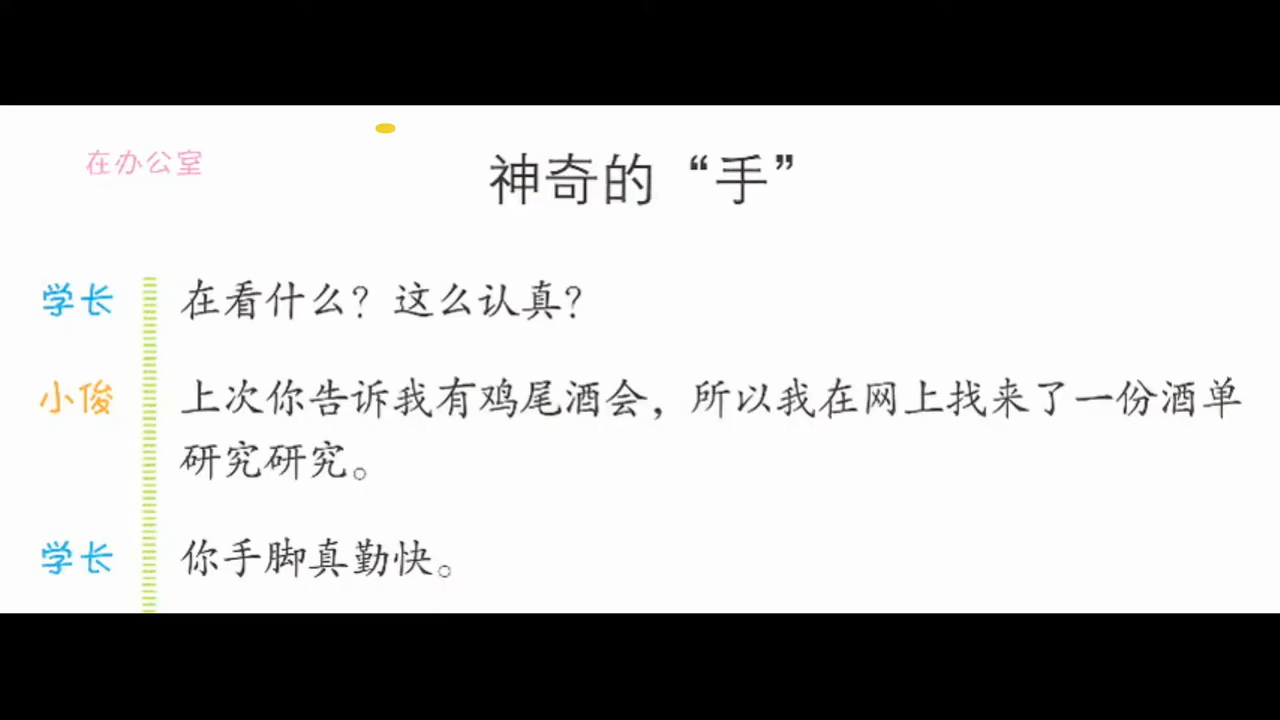 在办公室
神奇的“手”
学长 在看什么？这么认真？
小俊 上次你告诉我有鸡尾酒会，所以我在网上找来了一份酒单
研究研究。
学长 你手脚真勤快。